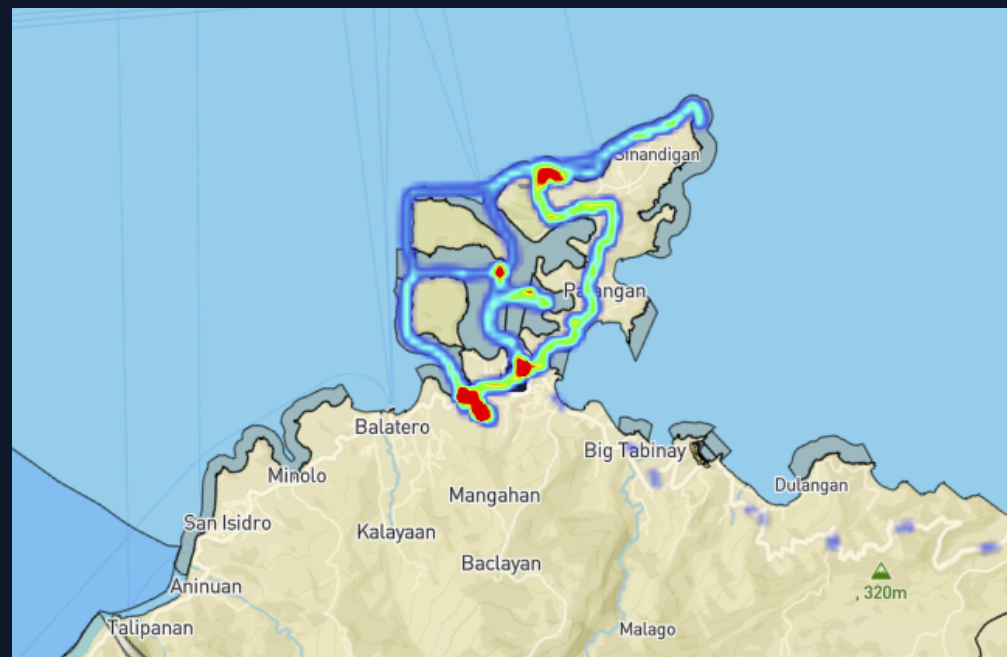 Sinandigan
Balatero
Big Tabinay
Minolo
Dulangan
Mangahan
San Isidro
Kalayaan
Baclayan
Aninuan
, 320m
Talipanan
Malago